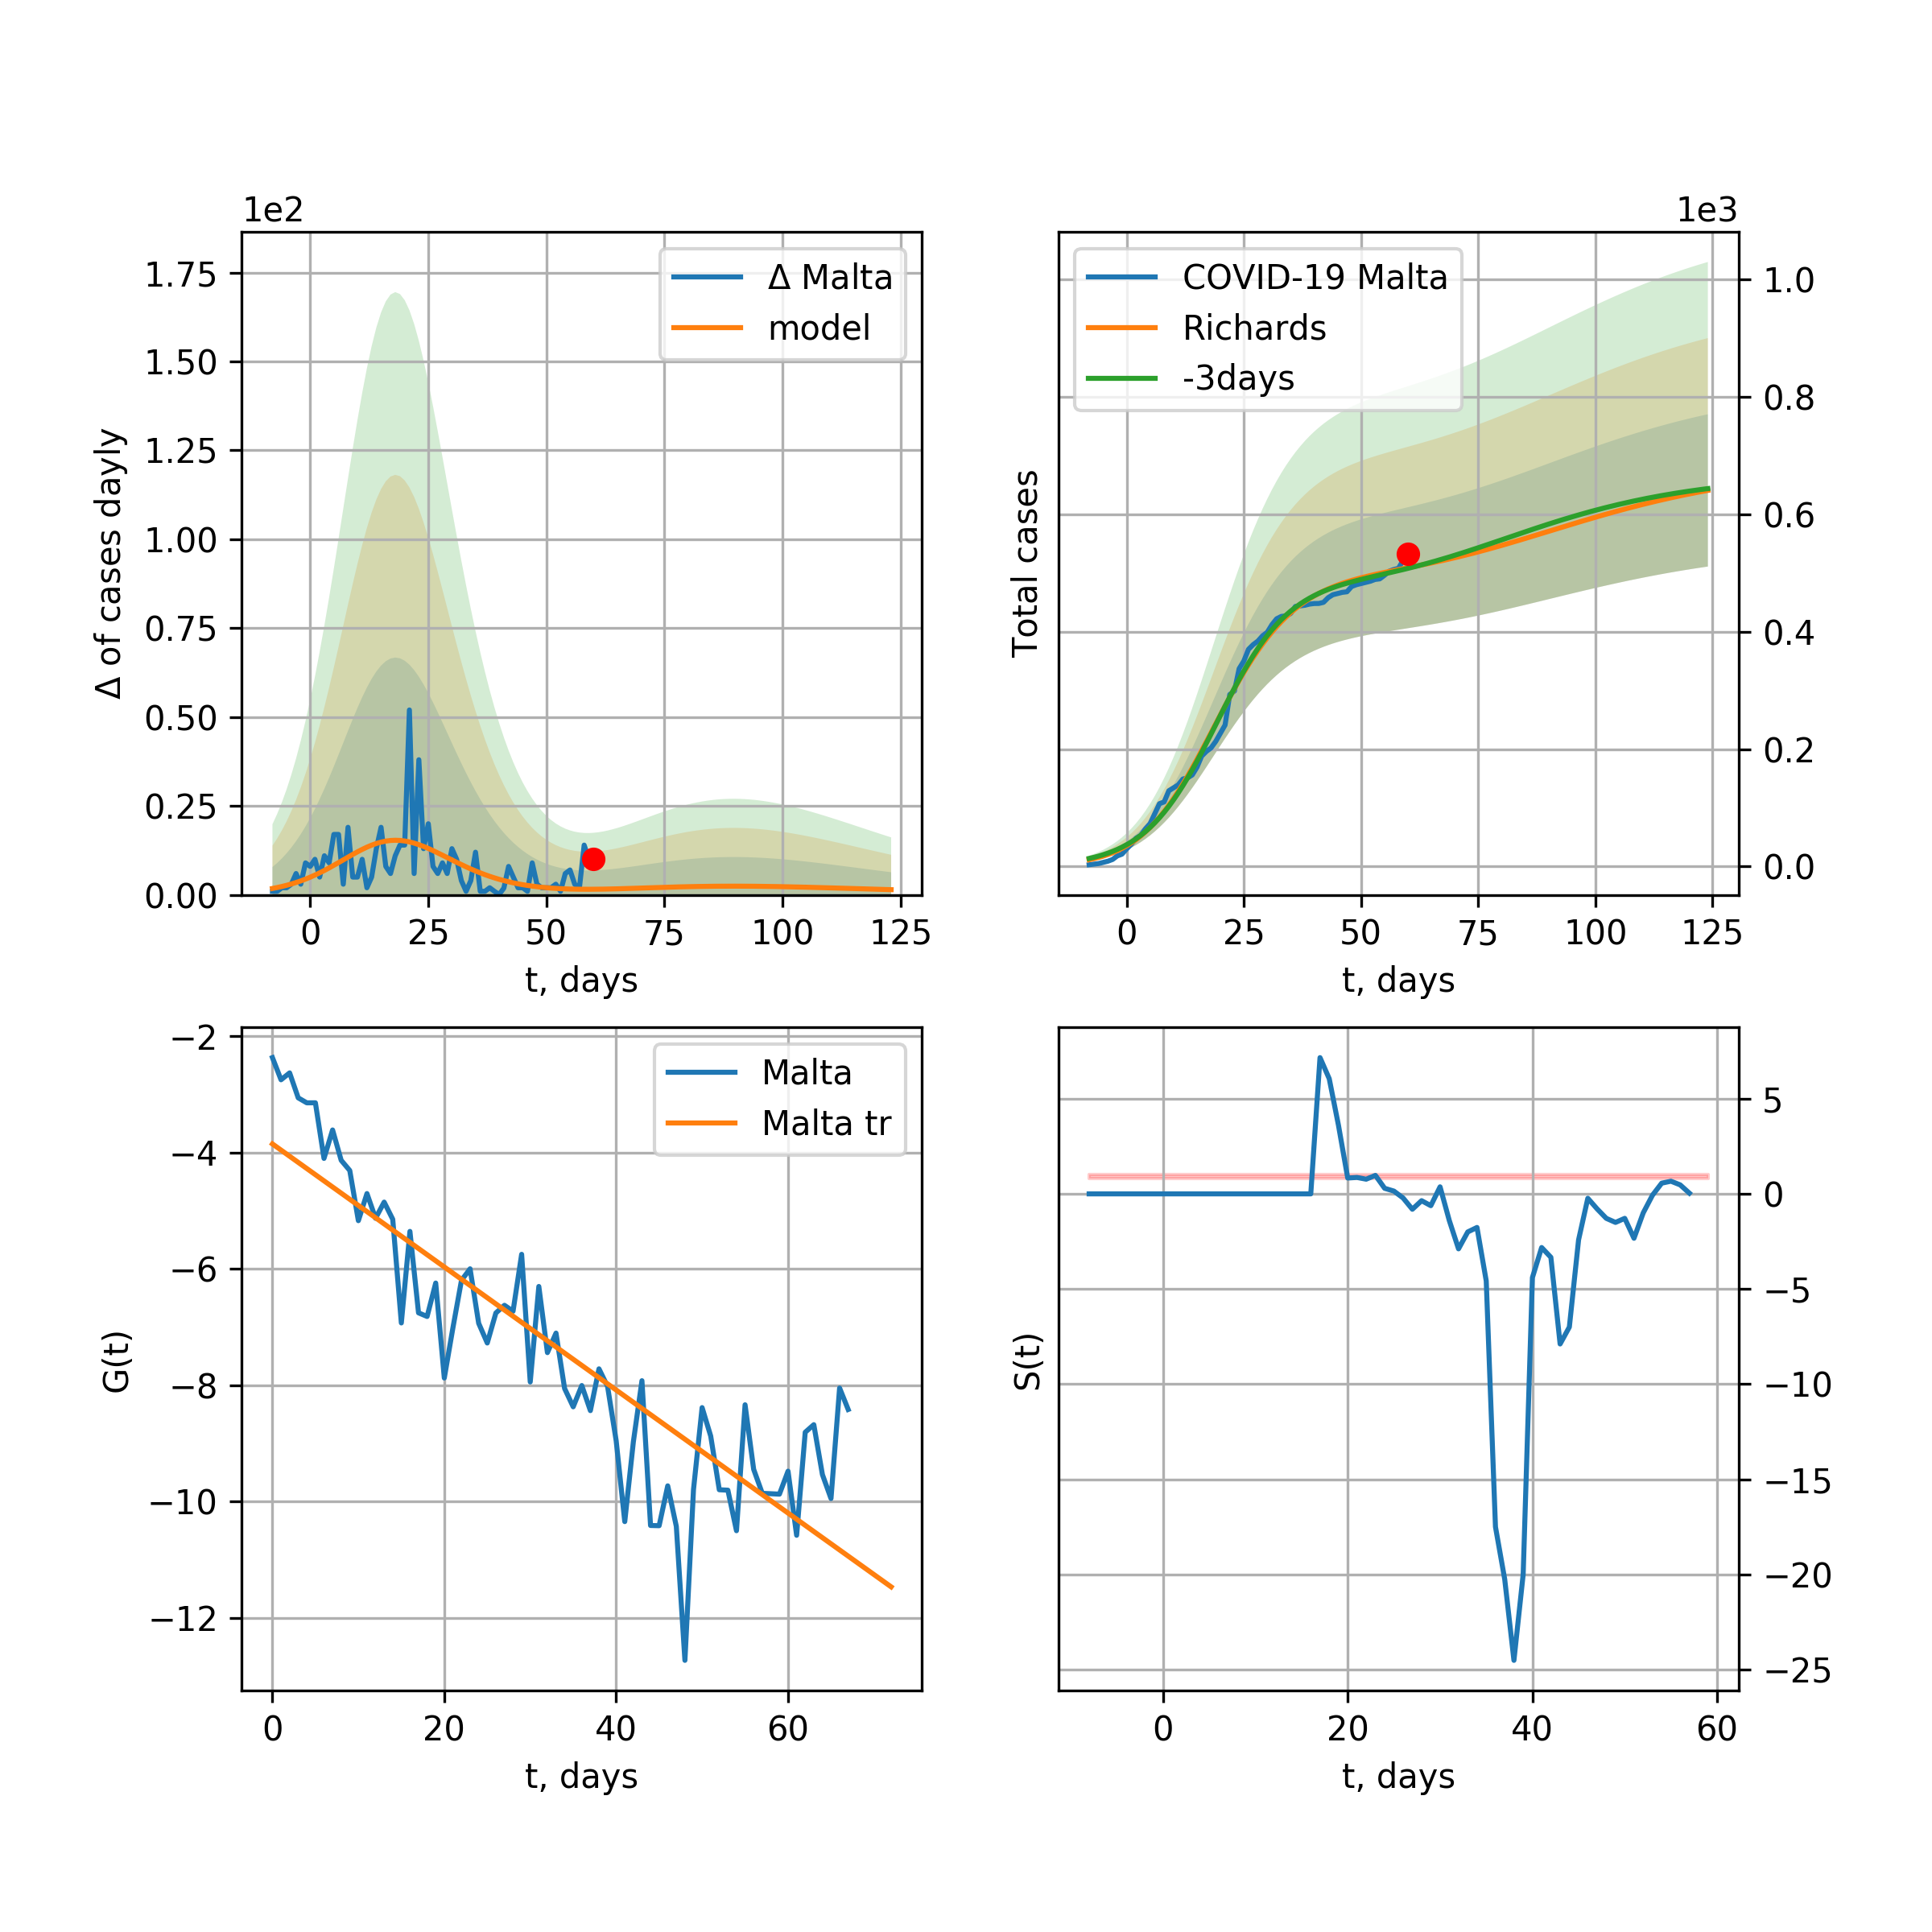 1e2
1.75
1.50
1.25
1.00
0.75
0.50
0.25
0.00
Δ of cases dayly
0 25 50 75 100 125
t, days
Δ Malta
model
1e3
COVID-19 Malta
Richards
-3days
Total cases
1.0
0.8
0.6
0.4
0.2
0.0
0 25 50 75 100 125
t, days
−2
−4
−6
−8
−10
−12
G(t)
Malta
Malta tr
0 20 40 60
t, days
S(t)
5
0
−5
−10
−15
−20
−25
0 20 40 60
t, days